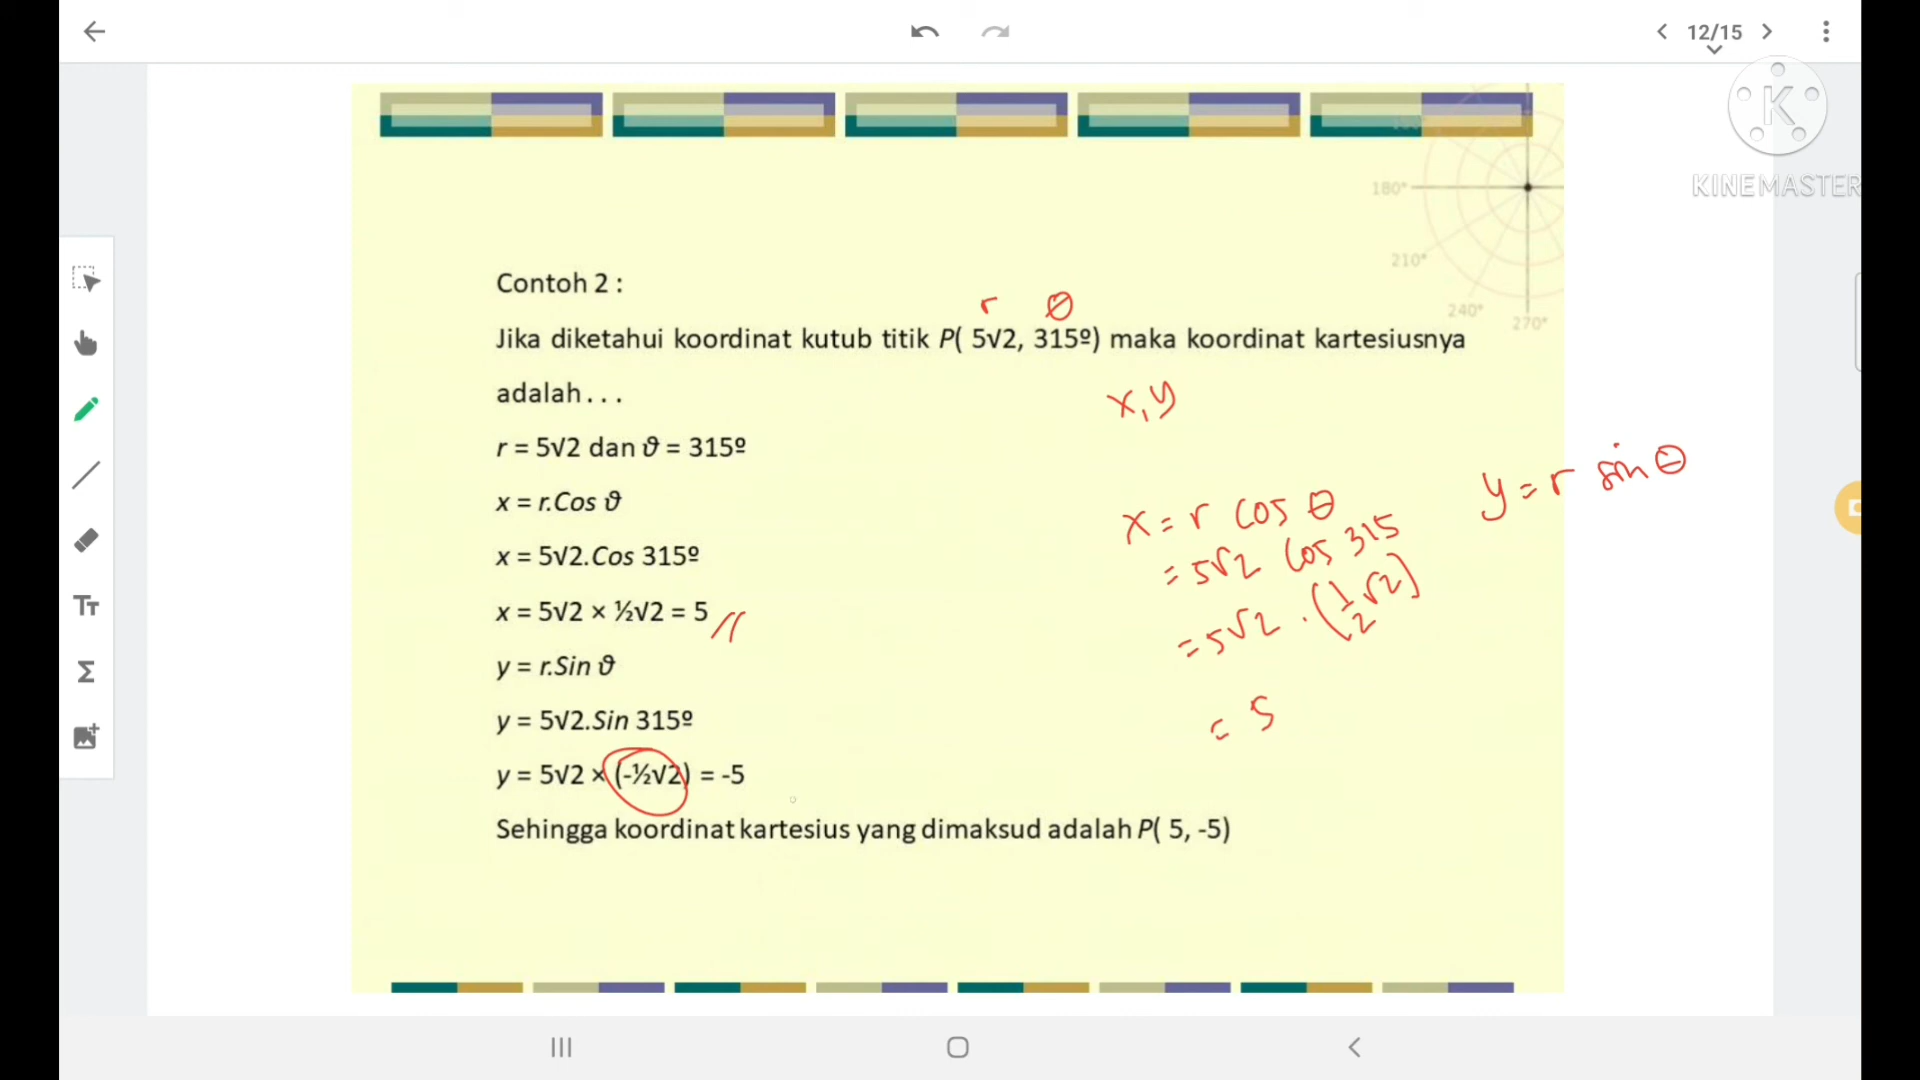 12/15
KINEMASTER
180°
210°
240°
270°
Contoh 2 :
r θ
Jika diketahui koordinat kutub titik P( 5√2, 315º) maka koordinat kartesiusnya
adalah . . .
x, y
r = 5√2 dan ϑ = 315º
x = r.Cos ϑ
x = 5√2.Cos 315º
x = 5√2 × ½√2 = 5
y = r.Sin ϑ
y = 5√2.Sin 315º
y = 5√2 × (-½√2) = -5
Sehingga koordinat kartesius yang dimaksud adalah P( 5, -5)
x = r cos θ
= 5√2 cos 315
= 5√2 . (1/2 √2)
= 5
y = r sin θ